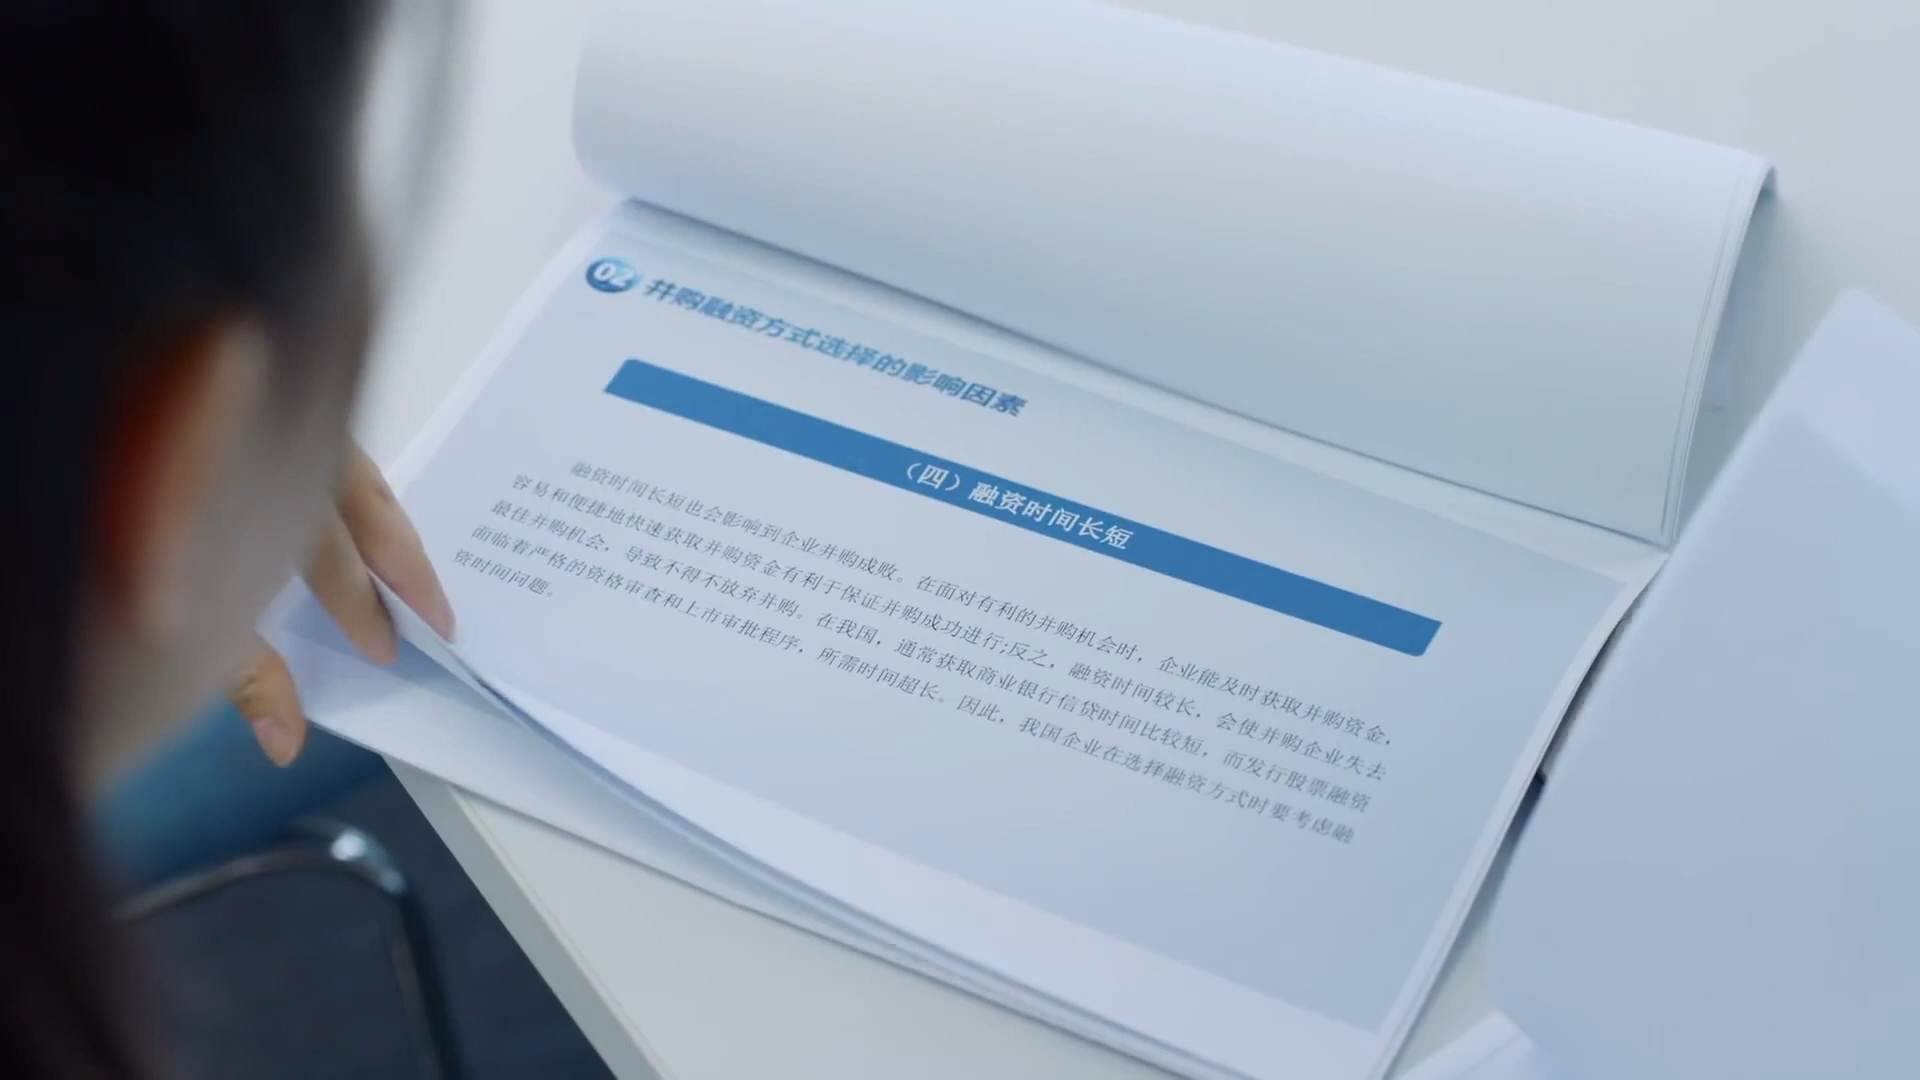 02 并购融资方式选择的影响因素
（四）融资时间长短
融资时间长短也会影响到企业并购成败。在面对有利的并购机会时，企业能及时获取并购资金，
容易和便捷地快速获取并购资金有利于保证并购成功进行;反之，融资时间较长，会使并购企业失去
最佳并购机会，导致不得不放弃并购。在我国，通常获取商业银行信贷时间比较短，而发行股票融资
面临着严格的资格审查和上市审批程序，所需时间超长。因此，我国企业在选择融资方式时要考虑融
资时间问题。